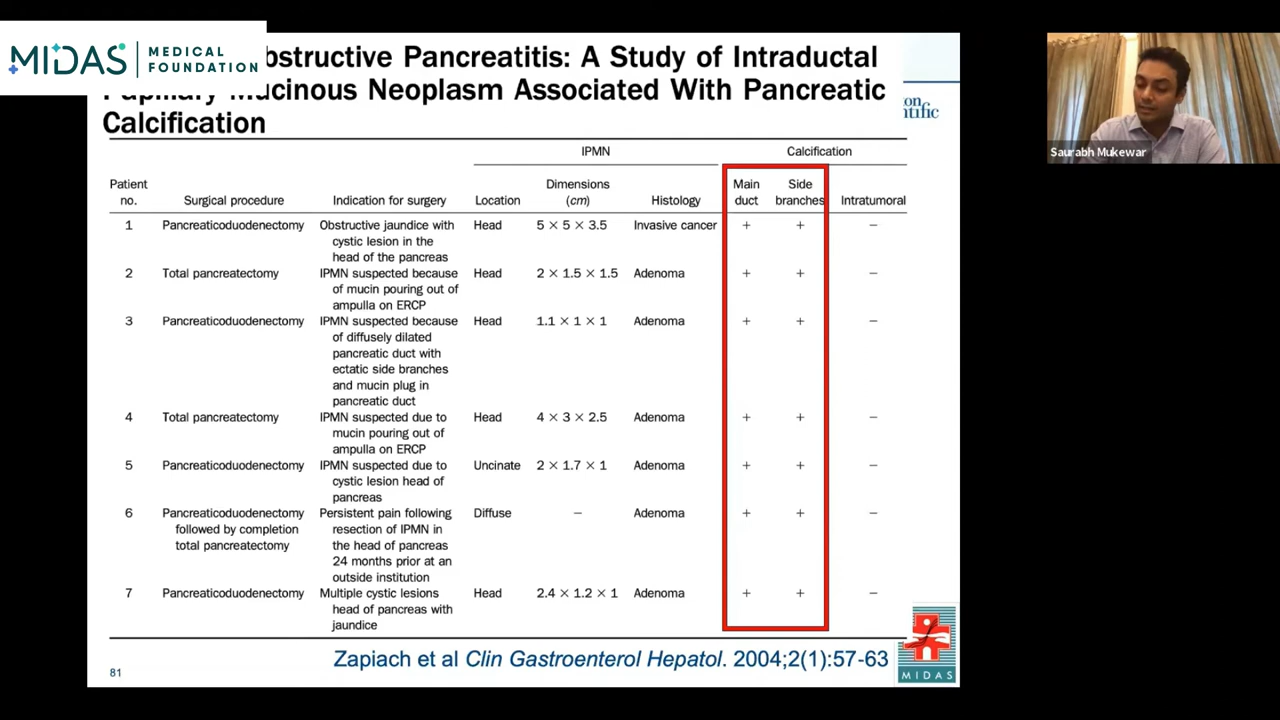 MIDAS MEDICAL
FOUNDATION
bstructive Pancreatitis: A Study of Intraductal
Papillary Mucinous Neoplasm Associated With Pancreatic
Calcification
IPMN Calcification
Patient no. Surgical procedure Indication for surgery Location Dimensions (cm) Histology Main duct Side branches Intratumoral
1 Pancreaticoduodenectomy Obstructive jaundice with Head 5 × 5 × 3.5 Invasive cancer + + −
cystic lesion in the
head of the pancreas
2 Total pancreatectomy IPMN suspected because Head 2 × 1.5 × 1.5 Adenoma + + −
of mucin pouring out of
ampulla on ERCP
3 Pancreaticoduodenectomy IPMN suspected because Head 1.1 × 1 × 1 Adenoma + + −
of diffusely dilated
pancreatic duct with
ectatic side branches
and mucin plug in
pancreatic duct
4 Total pancreatectomy IPMN suspected due to Head 4 × 3 × 2.5 Adenoma + + −
mucin pouring out of
ampulla on ERCP
5 Pancreaticoduodenectomy IPMN suspected due to Uncinate 2 × 1.7 × 1 Adenoma + + −
cystic lesion head of
pancreas
6 Pancreaticoduodenectomy Persistent pain following Diffuse − Adenoma + + −
followed by completion resection of IPMN in
total pancreatectomy the head of pancreas
24 months prior at an
outside institution
7 Pancreaticoduodenectomy Multiple cystic lesions Head 2.4 × 1.2 × 1 Adenoma + + −
head of pancreas with
jaundice
Zapiach et al Clin Gastroenterol Hepatol. 2004;2(1):57-63
81
MIDAS
on
ntific
Saurabh Mukewar